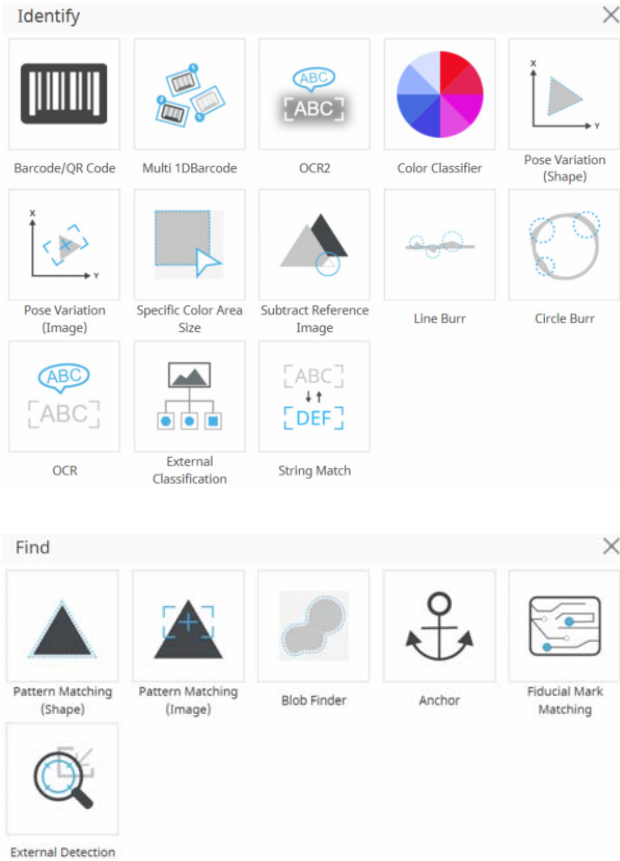 Identify
ABC
[ABC]
X
Y
Barcode/QR Code
Multi 1DBarcode
OCR2
Color Classifier
Pose Variation
(Shape)
X
Y
Pose Variation
(Image)
Specific Color Area
Size
Subtract Reference
Image
Line Burr
Circle Burr
ABC
[ABC]
[ABC]
[DEF]
OCR
External
Classification
String Match
Find
Pattern Matching
(Shape)
Pattern Matching
(Image)
Blob Finder
Anchor
Fiducial Mark
Matching
External Detection